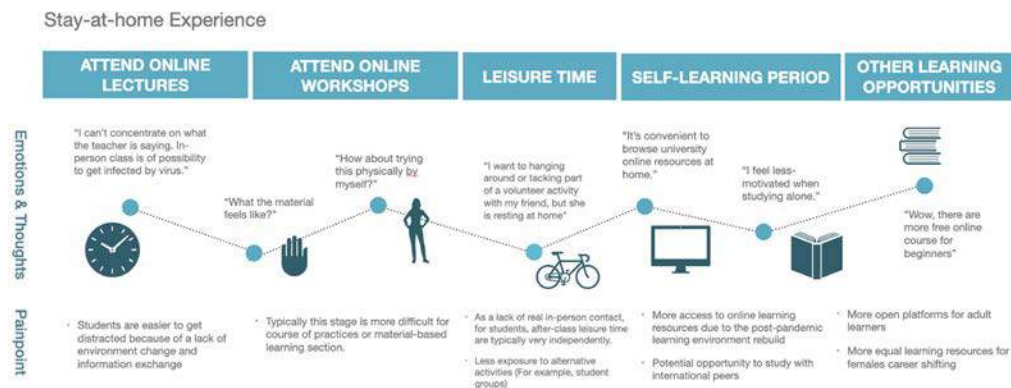 Stay-at-home Experience
ATTEND ONLINE
LECTURES
ATTEND ONLINE
WORKSHOPS
LEISURE TIME
SELF-LEARNING PERIOD
OTHER LEARNING
OPPORTUNITIES
Emotions & Thoughts
"I can't concentrate on what
the teacher is saying. In-
person class is of possibility
to get infected by virus."
"What the material
feels like?"
"How about trying
this physically by
myself?"
"I want to hanging
around or tacking part
of a volunteer activity
with my friend, but she
is resting at home"
"It's convenient to
browse university
online resources at
home."
"I feel less-
motivated when
studying alone."
"Wow, there are
more free online
course for
beginners"
Painpoint
· Students are easier to get
distracted because of a lack of
environment change and
information exchange
· Typically this stage is more difficult for
course of practices or material-based
learning section.
· As a lack of real in-person contact,
for students, after-class leisure time
are typically very independently.
· Less exposure to alternative
activities (For example, student
groups)
· More access to online learning
resources due to the post-pandemic
learning environment rebuild
· Potential opportunity to study with
international peers
· More open platforms for adult
learners
· More equal learning resources for
females career shifting